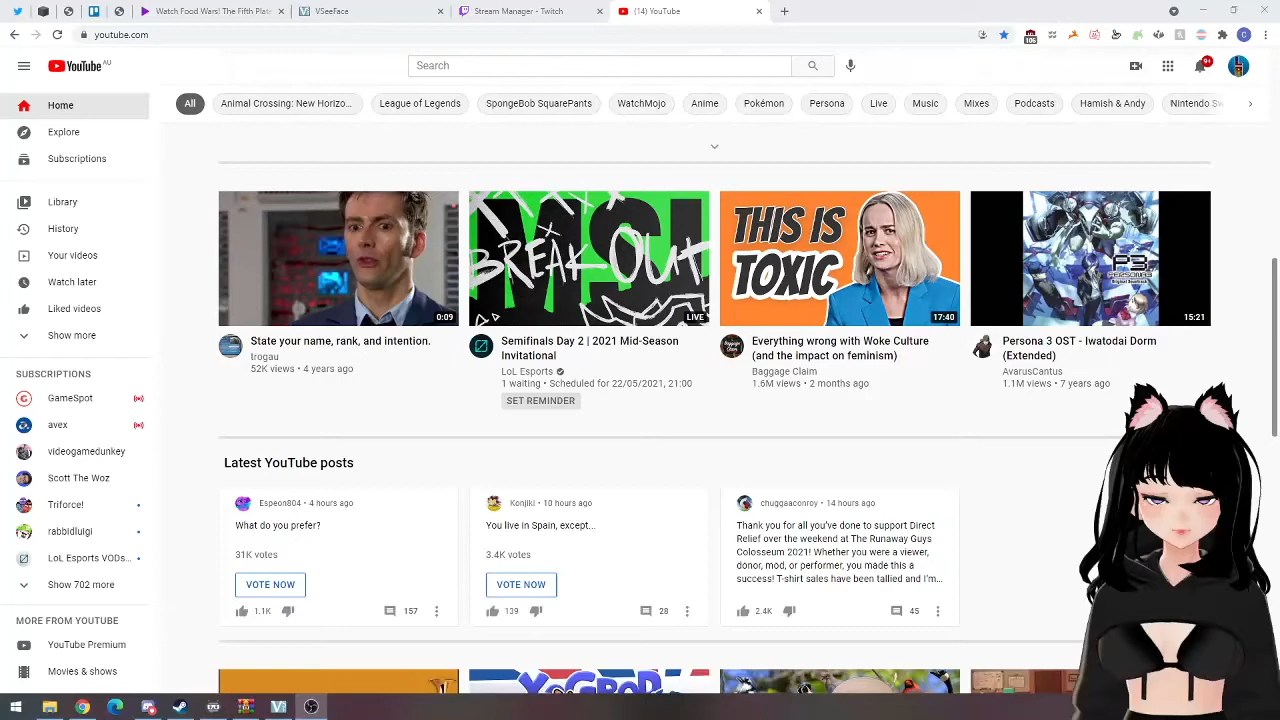 Watch Food Wars! The Fifth Plat
VSeeFace
Stream Manager - Twitch
(14) YouTube
youtube.com
106
YouTube AU
Search
9+
Home
Explore
Subscriptions
Library
History
Your videos
Watch later
Liked videos
Show more
SUBSCRIPTIONS
GameSpot
avex
videogamedunkey
Scott The Woz
Triforce!
rabbidluigi
LoL Esports VODs...
Show 702 more
MORE FROM YOUTUBE
YouTube Premium
Movies & shows
All
Animal Crossing: New Horizo...
League of Legends
SpongeBob SquarePants
WatchMojo
Anime
Pokémon
Persona
Live
Music
Mixes
Podcasts
Hamish & Andy
Nintendo Sw
0:09
State your name, rank, and intention.
trogau
52K views • 4 years ago
MSI
BREAK OUT
LIVE
Semifinals Day 2 | 2021 Mid-Season
Invitational
LoL Esports
1 waiting • Scheduled for 22/05/2021, 21:00
SET REMINDER
THIS IS
TOXIC
17:40
Everything wrong with Woke Culture
(and the impact on feminism)
Baggage Claim
1.6M views • 2 months ago
P3
PERSONA3
Original Soundtrack
15:21
Persona 3 OST - Iwatodai Dorm
(Extended)
AvarusCantus
1.1M views • 7 years ago
Latest YouTube posts
Espeon804 • 4 hours ago
What do you prefer?
31K votes
VOTE NOW
1.1K
157
Konjiki • 10 hours ago
You live in Spain, except...
3.4K votes
VOTE NOW
139
28
chuggaaconroy • 14 hours ago
Thank you for all you've done to support Direct
Relief over the weekend at The Runaway Guys
Colosseum 2021! Whether you were a viewer,
donor, mod, or performer, you made this a
success! T-shirt sales have been tallied and I'm...
2.4K
45